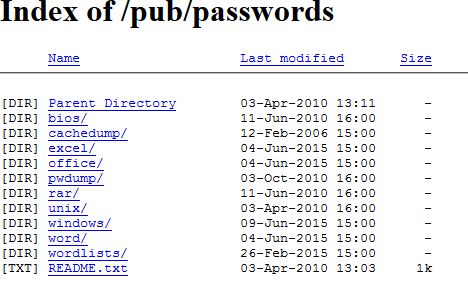 Index of /pub/passwords
Name Last modified Size
[DIR] Parent Directory 03-Apr-2010 13:11 -
[DIR] bios/ 11-Jun-2010 16:00 -
[DIR] cachedump/ 12-Feb-2006 15:00 -
[DIR] excel/ 04-Jun-2015 15:00 -
[DIR] office/ 04-Jun-2015 15:00 -
[DIR] pwdump/ 03-Oct-2010 16:00 -
[DIR] rar/ 11-Jun-2010 16:00 -
[DIR] unix/ 03-Apr-2010 16:00 -
[DIR] windows/ 09-Jun-2015 15:00 -
[DIR] word/ 04-Jun-2015 15:00 -
[DIR] wordlists/ 26-Feb-2015 15:00 -
[TXT] README.txt 03-Apr-2010 13:03 1k